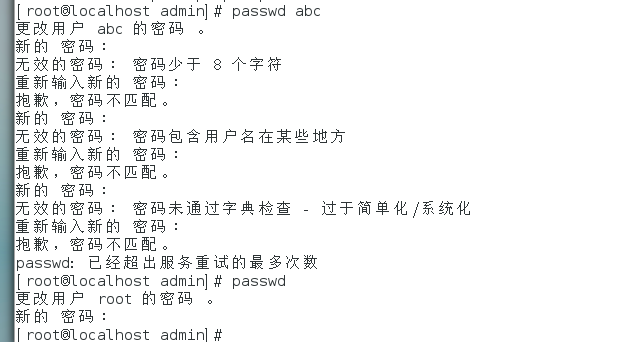 [root@localhost admin]# passwd abc
更改用户 abc 的密码 。
新的 密码：
无效的密码： 密码少于 8 个字符
重新输入新的 密码：
抱歉，密码不匹配。
新的 密码：
无效的密码： 密码包含用户名在某些地方
重新输入新的 密码：
抱歉，密码不匹配。
新的 密码：
无效的密码： 密码未通过字典检查 - 过于简单化/系统化
重新输入新的 密码：
抱歉，密码不匹配。
passwd: 已经超出服务重试的最多次数
[root@localhost admin]# passwd
更改用户 root 的密码 。
新的 密码：
[root@localhost admin]#